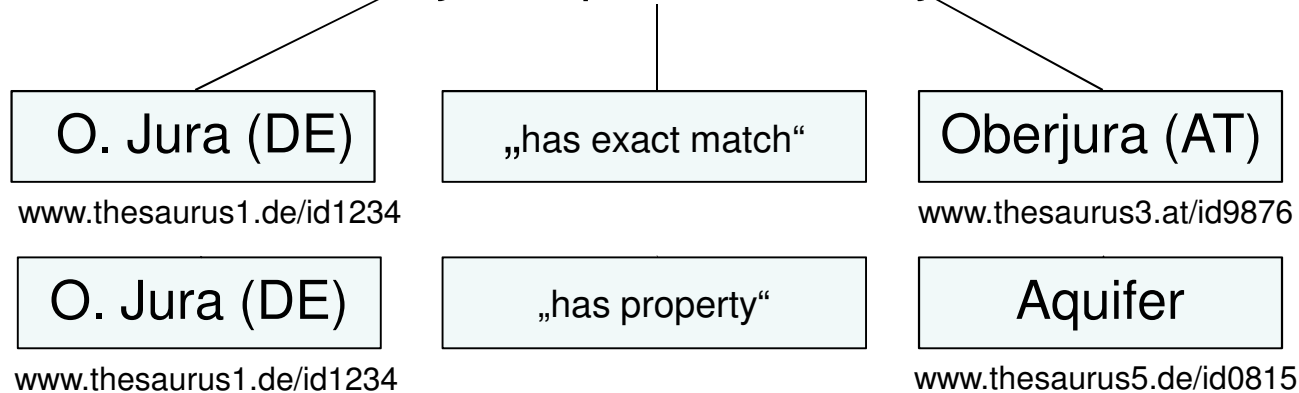 O. Jura (DE) „has exact match“ Oberjura (AT)
www.thesaurus1.de/id1234 www.thesaurus3.at/id9876
O. Jura (DE) „has property“ Aquifer
www.thesaurus1.de/id1234 www.thesaurus5.de/id0815